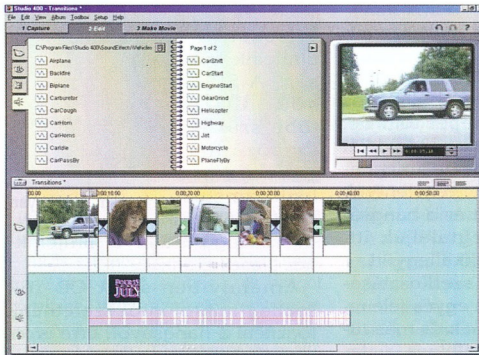 Studio 400 - Transitions *
File Edit View Album Toolbox Setup Help
1 Capture 2 Edit 3 Make Movie
C:\Program Files\Studio 400\SoundEffects\Vehicles
Airplane
Backfire
Biplane
Carburetor
CarCough
CarHorn
CarHorns
CarIdle
CarPassBy
Page 1 of 2
CarShift
CarStart
EngineStart
GearGrind
Helicopter
Highway
Jet
Motorcycle
PlaneFlyBy
Transitions *
0:00:10.00 0:00:20.00 0:00:30.00 0:00:40.00 0:00:50.00
FOURTH
JULY